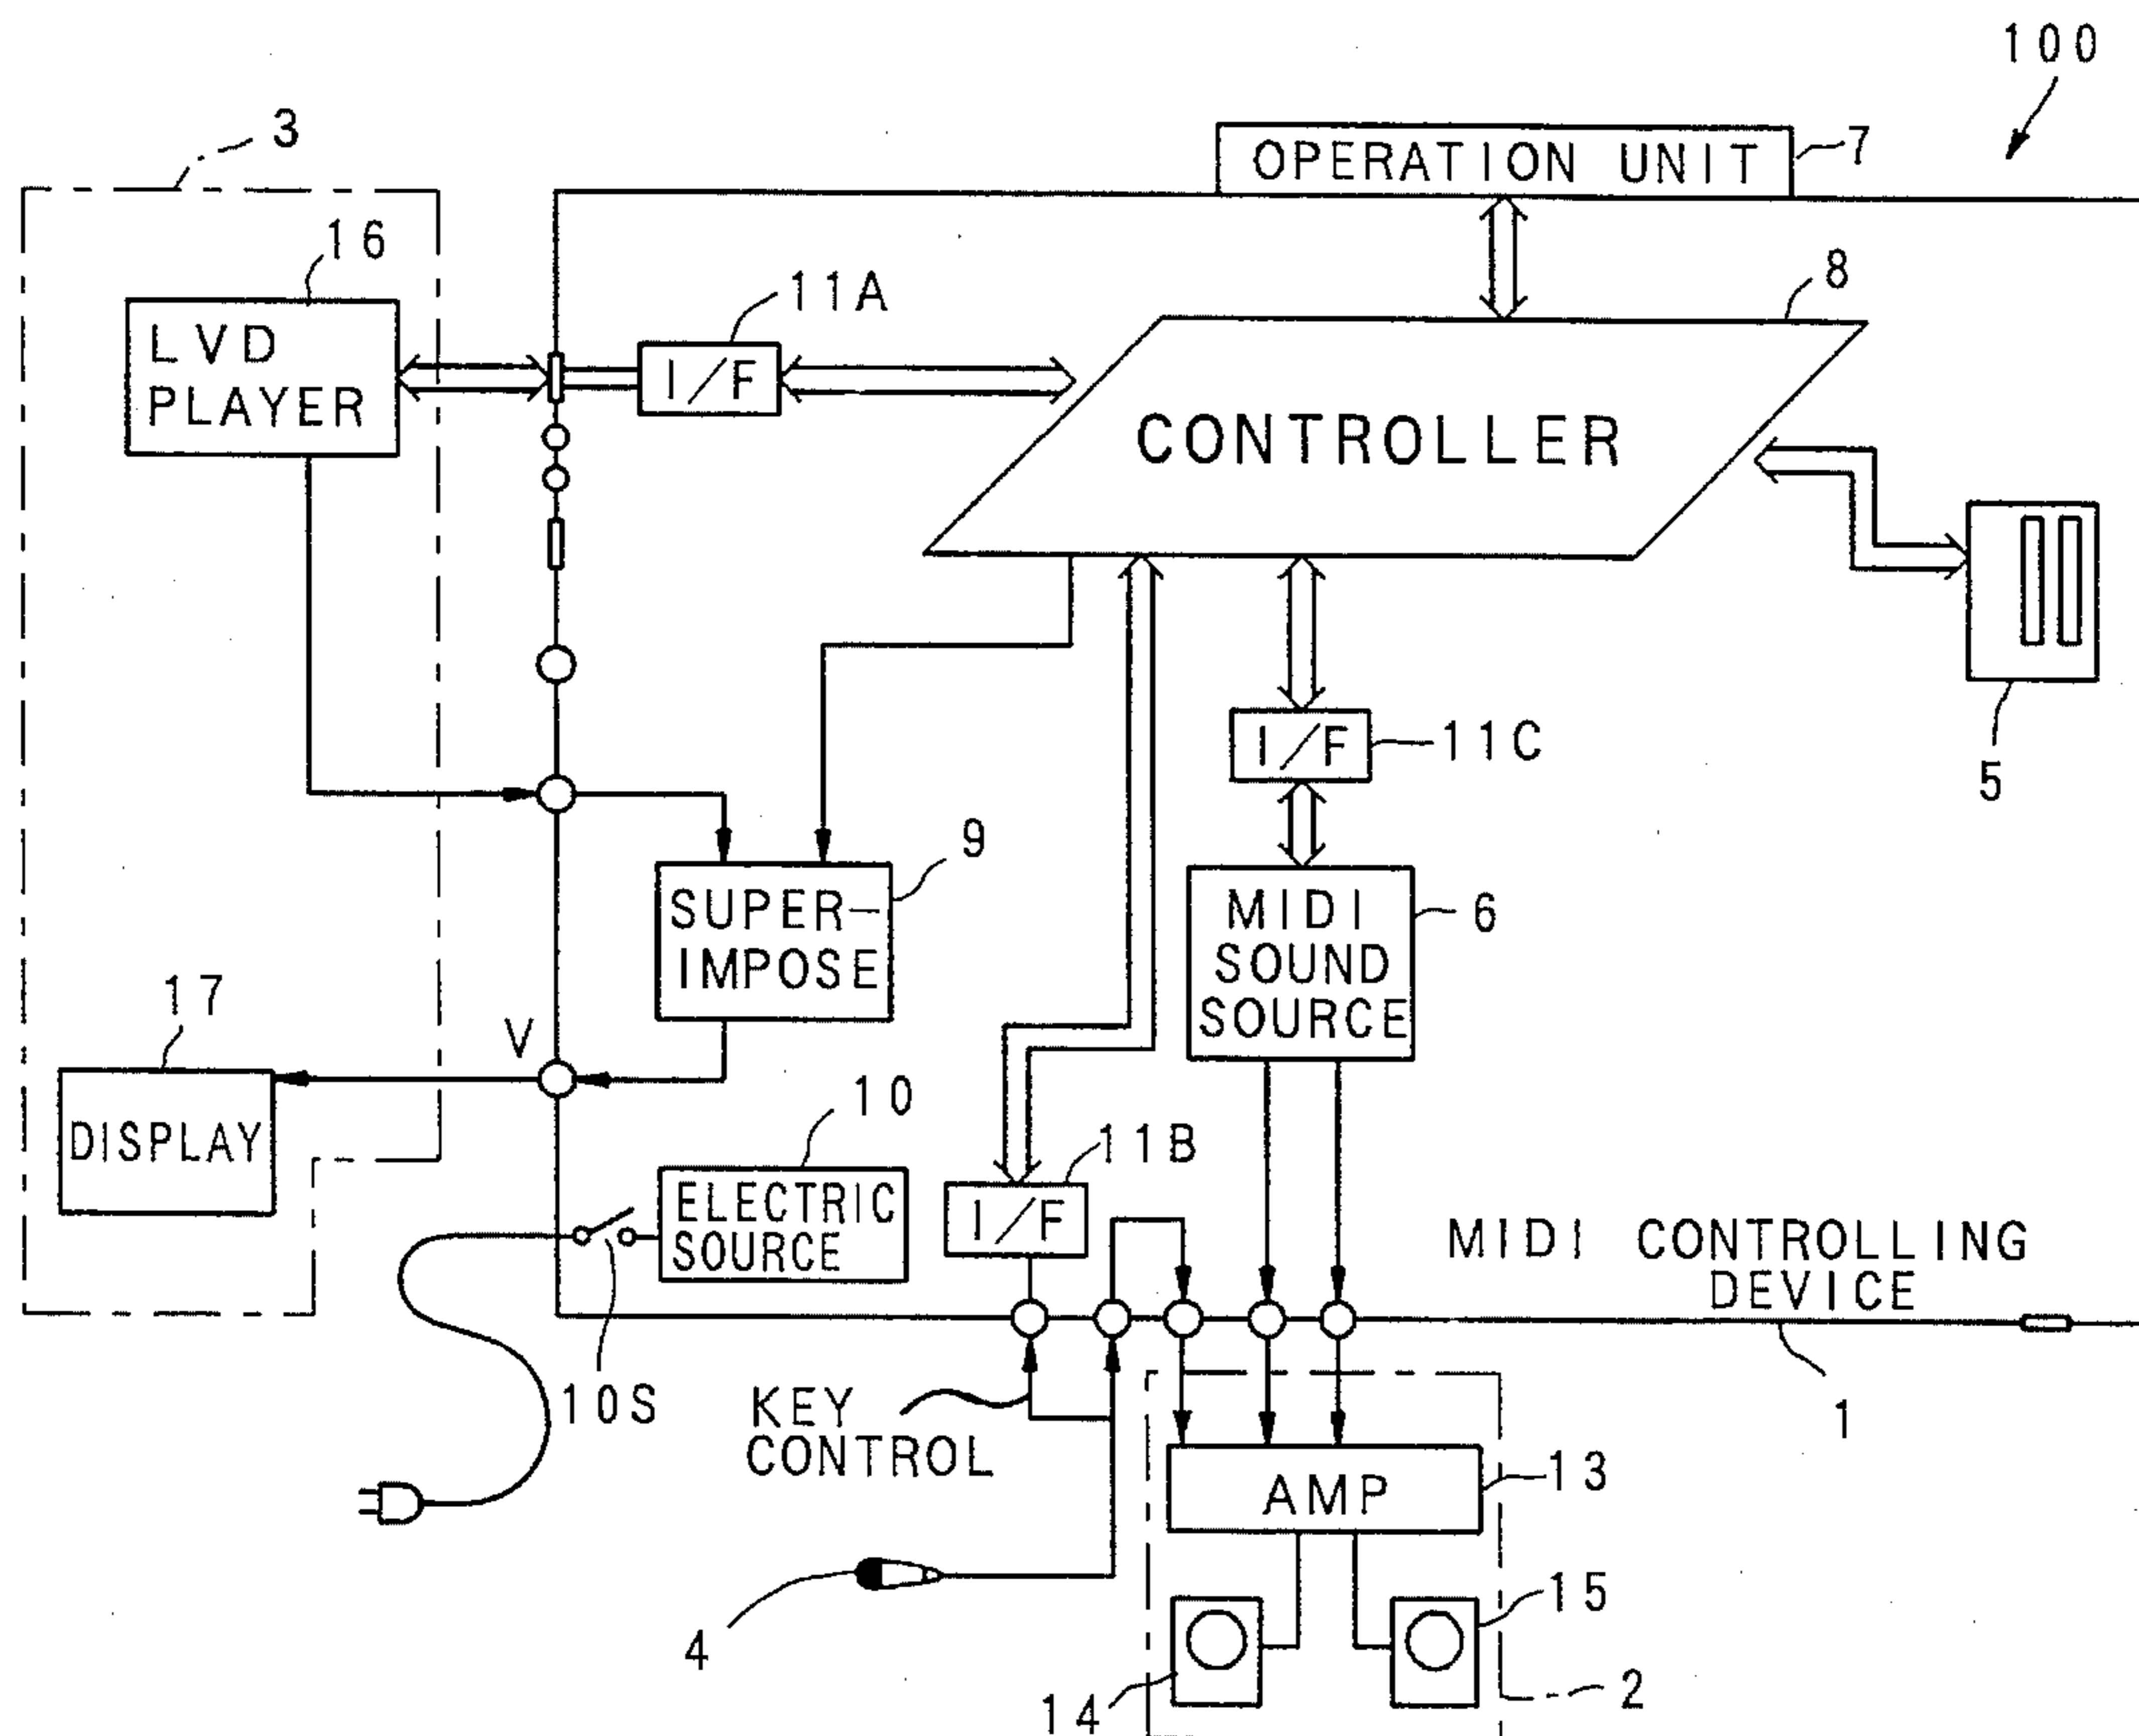 100
3
OPERATION UNIT
7
16
11A
8
LVD
PLAYER
I/F
CONTROLLER
I/F
11C
5
9
SUPER-
IMPOSE
MIDI
SOUND
SOURCE
6
17
V
DISPLAY
10
11B
ELECTRIC
SOURCE
I/F
MIDI CONTROLLING
DEVICE
10S
KEY
CONTROL
1
AMP
13
4
15
14
2